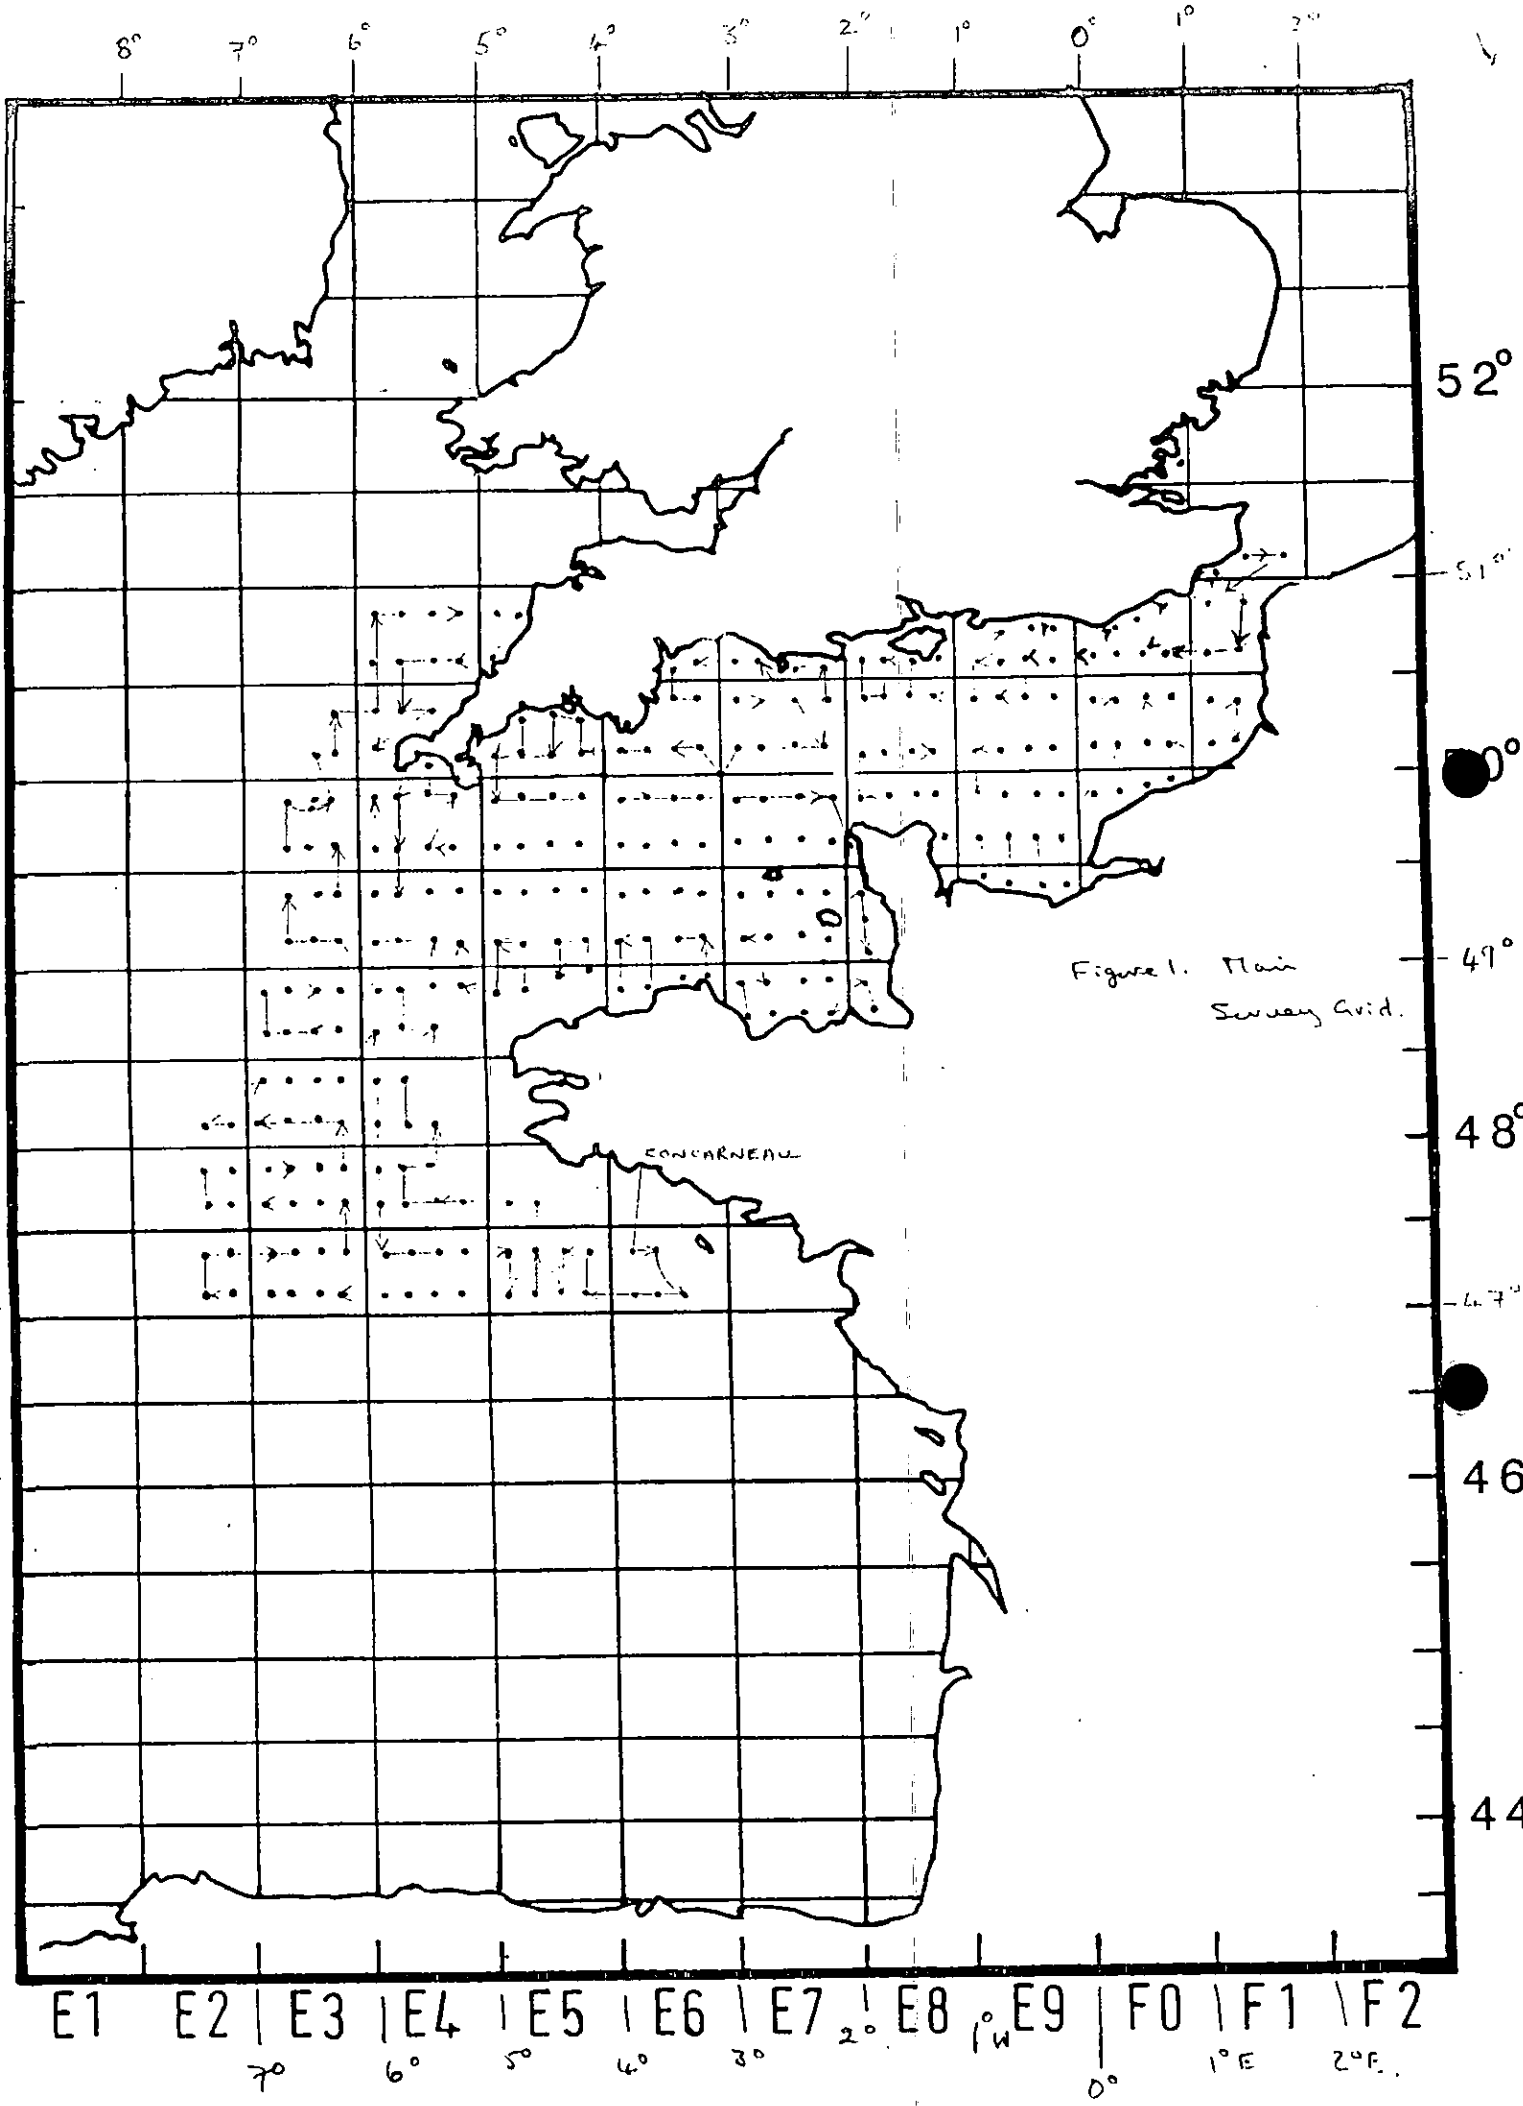 8° 7° 6° 5° 4° 3° 2° 1° 0° 1° 2°
52°
51°
0°
49°
Figure 1. Main
Survey Grid.
48°
CONCARNEAU
47°
46
44
E1 E2 E3 E4 E5 E6 E7 E8 E9 F0 F1 F2
7° 6° 5° 4° 3° 2° 1°W 0° 1°E 2°E.